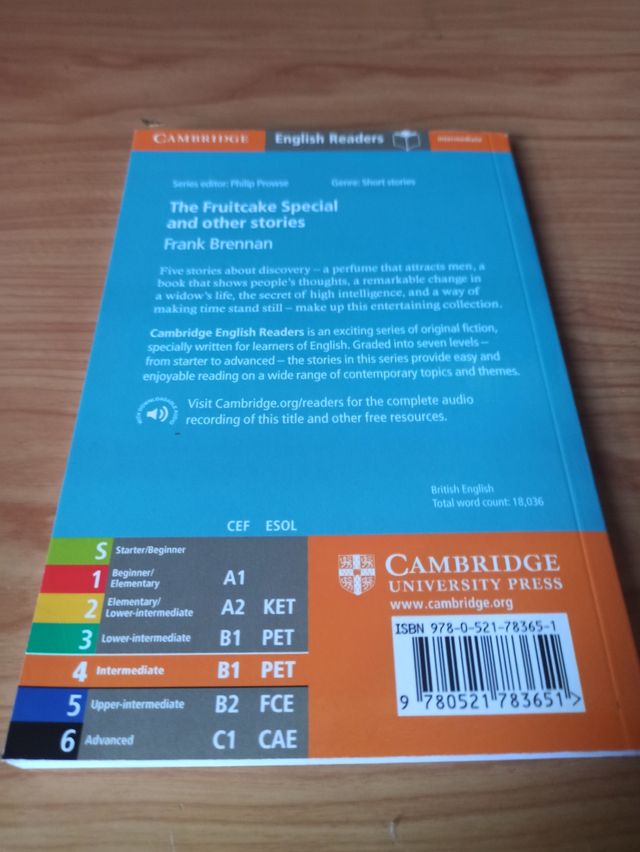 CAMBRIDGE English Readers Intermediate
Series editor: Philip Prowse Genre: Short stories
The Fruitcake Special
and other stories
Frank Brennan
Five stories about discovery – a perfume that attracts men, a
book that shows people's thoughts, a remarkable change in
a widow's life, the secret of high intelligence, and a way of
making time stand still – make up this entertaining collection.
Cambridge English Readers is an exciting series of original fiction,
specially written for learners of English. Graded into seven levels –
from starter to advanced – the stories in this series provide easy and
enjoyable reading on a wide range of contemporary topics and themes.
Visit Cambridge.org/readers for the complete audio
recording of this title and other free resources.
British English
Total word count: 18,036
CEF ESOL
S Starter/Beginner
1 Beginner/
Elementary A1
2 Elementary/
Lower-intermediate A2 KET
3 Lower-intermediate B1 PET
4 Intermediate B1 PET
5 Upper-intermediate B2 FCE
6 Advanced C1 CAE
CAMBRIDGE
UNIVERSITY PRESS
www.cambridge.org
ISBN 978-0-521-78365-1
9 780521 783651 >